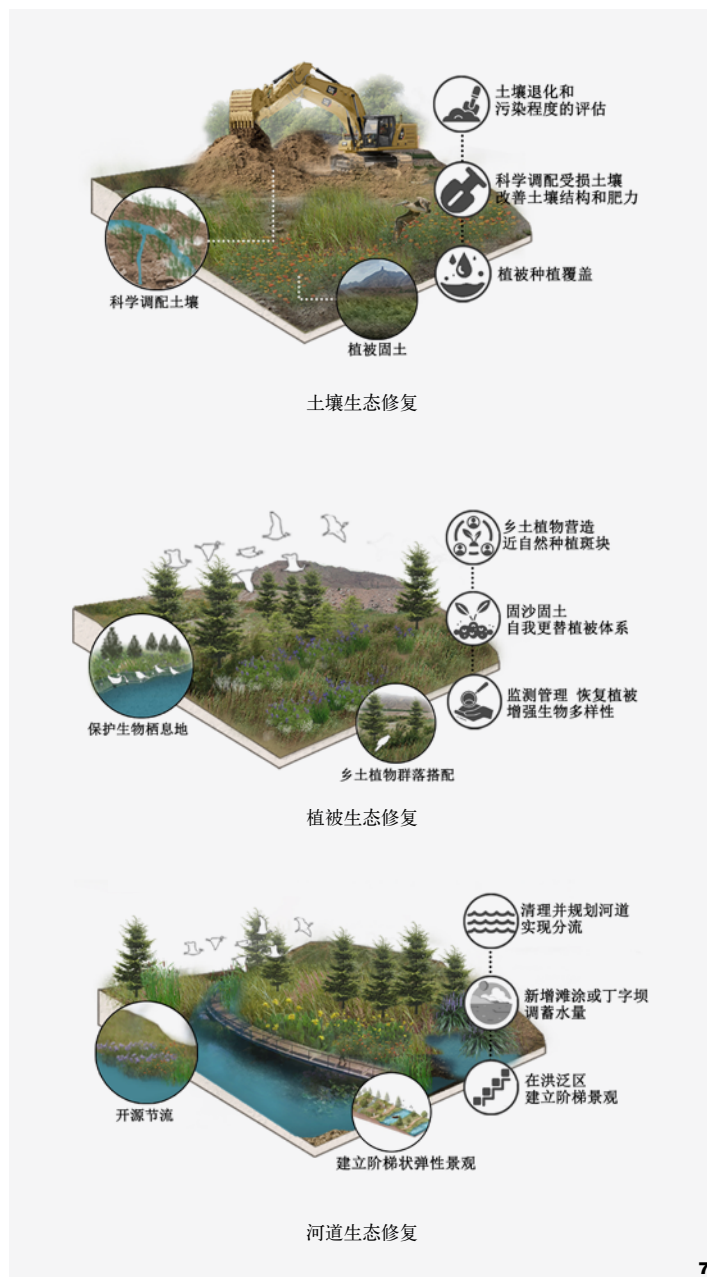 土壤退化和
污染程度的评估
科学调配受损土壤
改善土壤结构和肥力
植被种植覆盖
科学调配土壤
植被固土
土壤生态修复
乡土植物营造
近自然种植斑块
固沙固土
自我更替植被体系
监测管理 恢复植被
增强生物多样性
保护生物栖息地
乡土植物群落搭配
植被生态修复
清理并规划河道
实现分流
新增滩涂或丁字坝
调蓄水量
在洪泛区
建立阶梯景观
开源节流
建立阶梯状弹性景观
河道生态修复
7